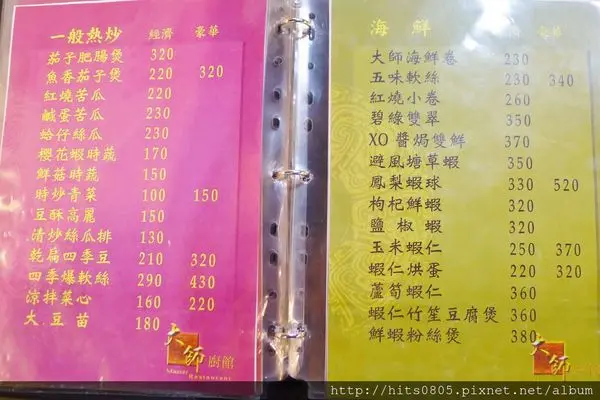 一般熱炒 經濟 豪華
茄子肥腸煲 320
魚香茄子煲 220 320
紅燒苦瓜 220
鹹蛋苦瓜 230
蛤仔絲瓜 230
櫻花蝦時蔬 170
鮮菇時蔬 150
時炒青菜 100 150
豆酥高麗 150
清炒絲瓜排 130
乾扁四季豆 210 320
四季爆軟絲 290 430
涼拌菜心 160 220
大豆苗 180
大師廚館
Master Restaurant
海鮮 經濟 豪華
大師海鮮卷 230
五味軟絲 230 340
紅燒小卷 260
碧綠雙翠 350
XO醬焗雙鮮 370
避風塘草蝦 350
鳳梨蝦球 330 520
枸杞鮮蝦 320
鹽椒蝦 320
玉米蝦仁 250 370
蝦仁烘蛋 220 320
蘆筍蝦仁 360
蝦仁竹笙豆腐煲 360
鮮蝦粉絲煲 380
大師
http://hits0805.pixnet.net/album